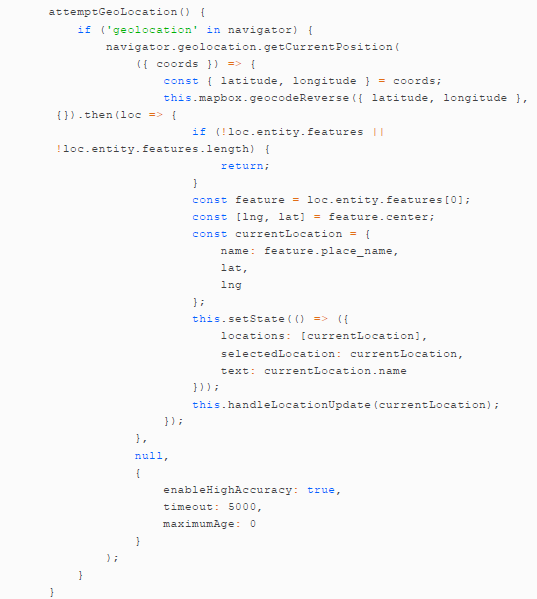 attemptGeoLocation() {
if ('geolocation' in navigator) {
navigator.geolocation.getCurrentPosition(
({ coords }) => {
const { latitude, longitude } = coords;
this.mapbox.geocodeReverse({ latitude, longitude },
{}).then(loc => {
if (!loc.entity.features ||
!loc.entity.features.length) {
return;
}
const feature = loc.entity.features[0];
const [lng, lat] = feature.center;
const currentLocation = {
name: feature.place_name,
lat,
lng
};
this.setState(() => ({
locations: [currentLocation],
selectedLocation: currentLocation,
text: currentLocation.name
}));
this.handleLocationUpdate(currentLocation);
});
},
null,
{
enableHighAccuracy: true,
timeout: 5000,
maximumAge: 0
}
);
}
}